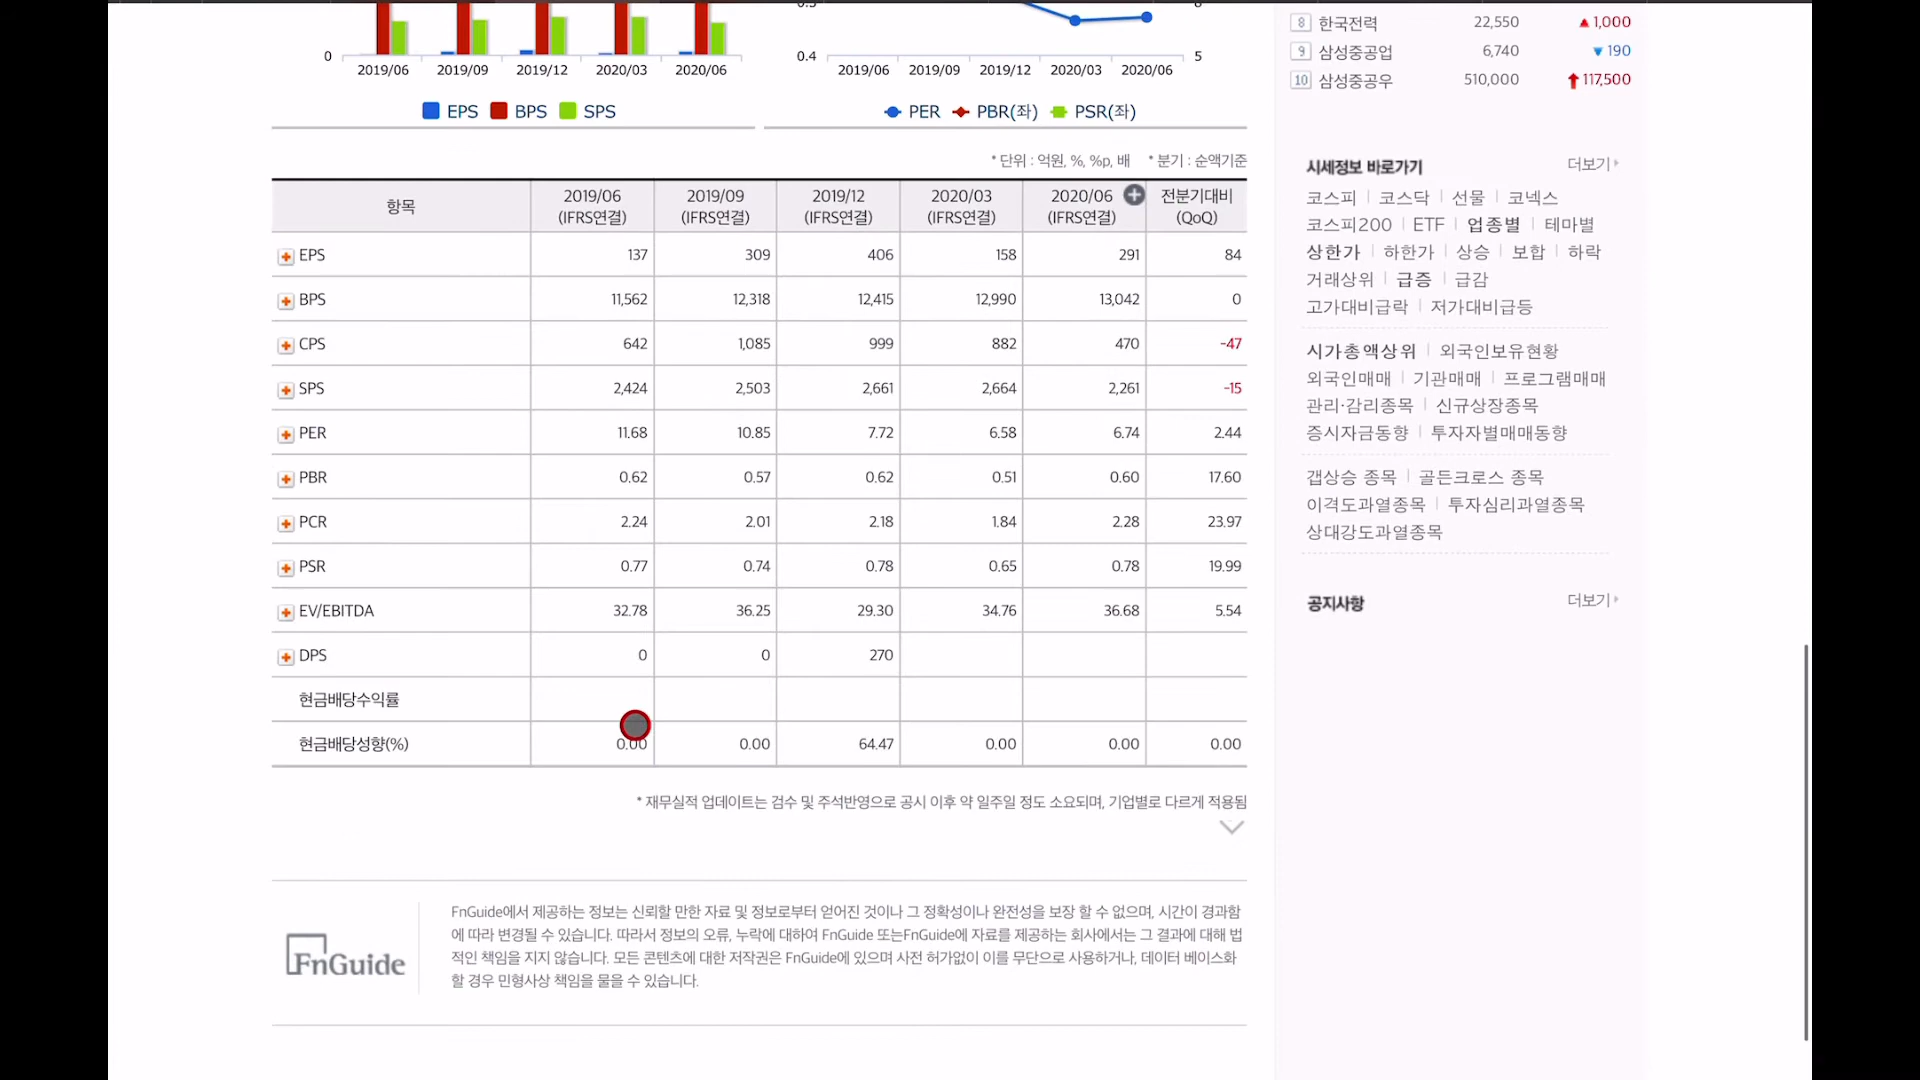 0
2019/06 2019/09 2019/12 2020/03 2020/06
EPS BPS SPS
0.4
5
2019/06 2019/09 2019/12 2020/03 2020/06
PER PBR(좌) PSR(좌)
* 단위 : 억원, %, %p, 배 * 분기 : 순액기준
항목 2019/06 (IFRS연결) 2019/09 (IFRS연결) 2019/12 (IFRS연결) 2020/03 (IFRS연결) 2020/06 (IFRS연결) 전분기대비 (QoQ)
EPS 137 309 406 158 291 84
BPS 11,562 12,318 12,415 12,990 13,042 0
CPS 642 1,085 999 882 470 -47
SPS 2,424 2,503 2,661 2,664 2,261 -15
PER 11.68 10.85 7.72 6.58 6.74 2.44
PBR 0.62 0.57 0.62 0.51 0.60 17.60
PCR 2.24 2.01 2.18 1.84 2.28 23.97
PSR 0.77 0.74 0.78 0.65 0.78 19.99
EV/EBITDA 32.78 36.25 29.30 34.76 36.68 5.54
DPS 0 0 270
현금배당수익률
현금배당성향(%) 0.00 0.00 64.47 0.00 0.00 0.00
* 재무실적 업데이트는 검수 및 주석반영으로 공시 이후 약 일주일 정도 소요되며, 기업별로 다르게 적용됨
FnGuide
FnGuide에서 제공하는 정보는 신뢰할 만한 자료 및 정보로부터 얻어진 것이나 그 정확성이나 완전성을 보장 할 수 없으며, 시간이 경과함
에 따라 변경될 수 있습니다. 따라서 정보의 오류, 누락에 대하여 FnGuide 또는FnGuide에 자료를 제공하는 회사에서는 그 결과에 대해 법
적인 책임을 지지 않습니다. 모든 콘텐츠에 대한 저작권은 FnGuide에 있으며 사전 허가없이 이를 무단으로 사용하거나, 데이터 베이스화
할 경우 민형사상 책임을 물을 수 있습니다.
8 한국전력 22,550 ▲1,000
9 삼성중공업 6,740 ▼190
10 삼성중공우 510,000 ↑117,500
시세정보 바로가기 더보기
코스피 코스닥 선물 코넥스
코스피200 ETF 업종별 테마별
상한가 하한가 상승 보합 하락
거래상위 급증 급감
고가대비급락 저가대비급등
시가총액상위 외국인보유현황
외국인매매 기관매매 프로그램매매
관리·감리종목 신규상장종목
증시자금동향 투자자별매매동향
갭상승 종목 골든크로스 종목
이격도과열종목 투자심리과열종목
상대강도과열종목
공지사항 더보기